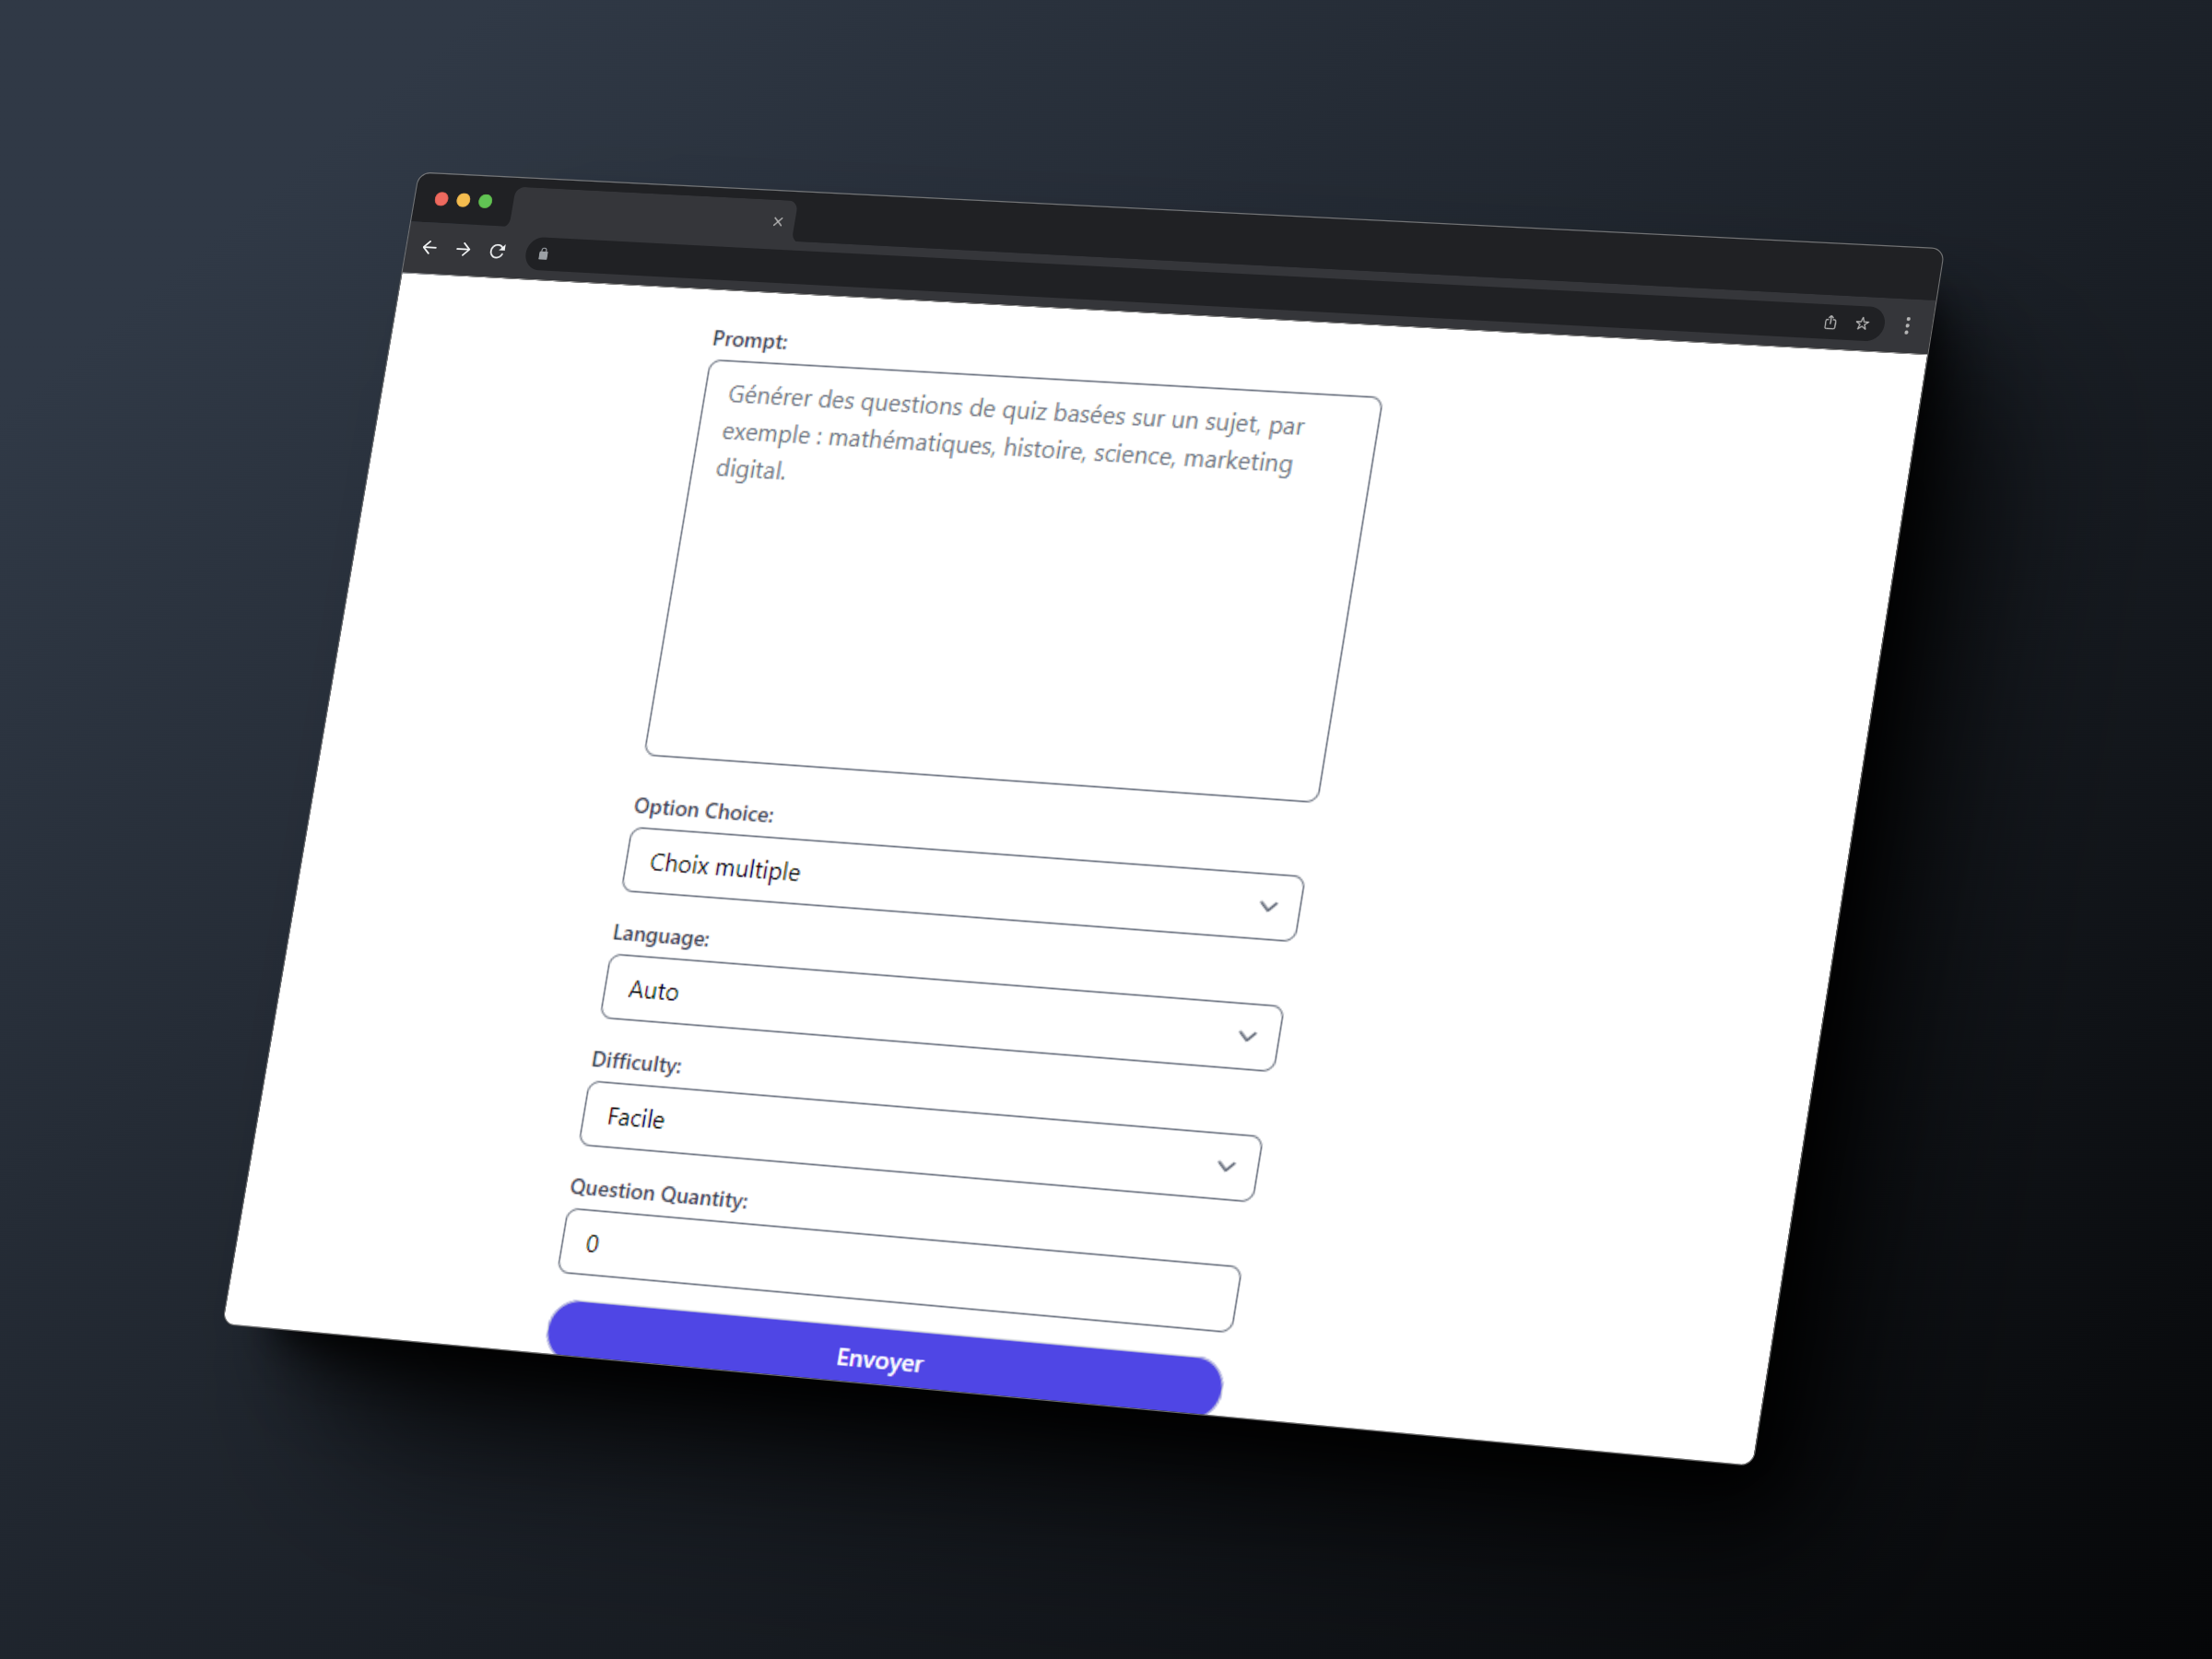 Prompt:
Générer des questions de quiz basées sur un sujet, par
exemple : mathématiques, histoire, science, marketing
digital.
Option Choice:
Choix multiple
Language:
Auto
Difficulty:
Facile
Question Quantity:
0
Envoyer